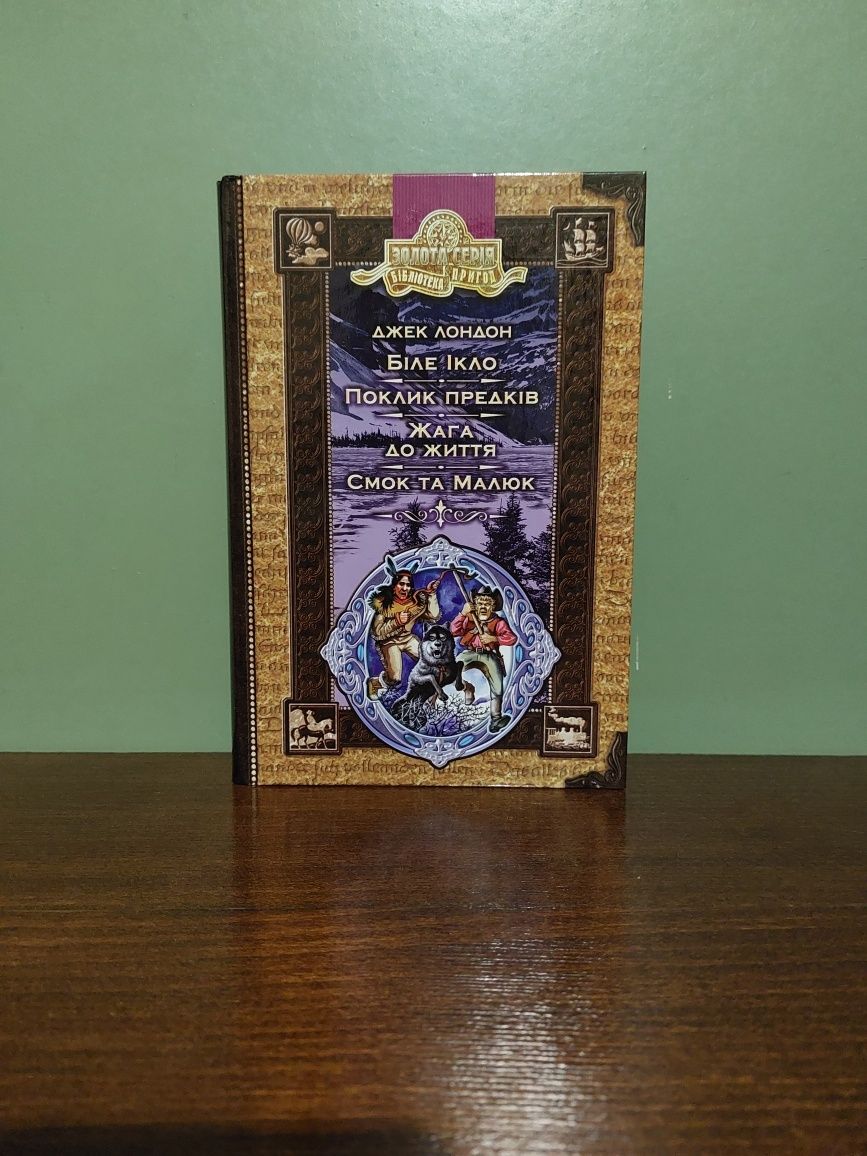 ЗОЛОТА СЕРІЯ
БІБЛІОТЕКА ПРИГОД
ДЖЕК ЛОНДОН
БІЛЕ ІКЛО
ПОКЛИК ПРЕДКІВ
ЖАГА
ДО ЖИТТЯ
СМОК ТА МАЛЮК